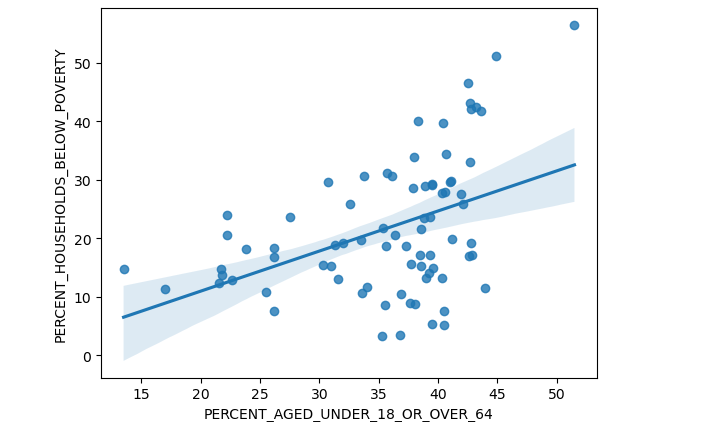 PERCENT_HOUSEHOLDS_BELOW_POVERTY
50
40
30
20
10
0
15 20 25 30 35 40 45 50
PERCENT_AGED_UNDER_18_OR_OVER_64